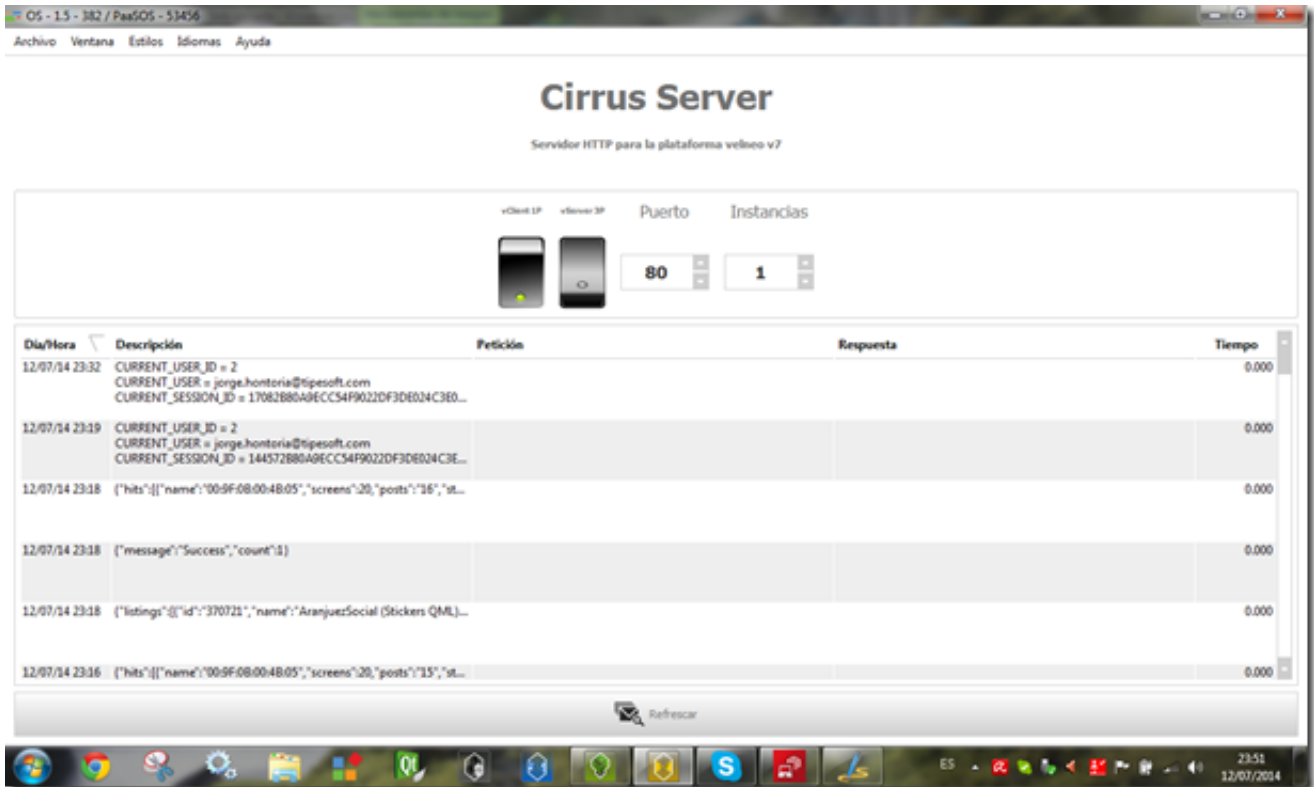 OS - 1.5 - 382 / PaaSOS - 53456
Archivo Ventana Estilos Idiomas Ayuda
Cirrus Server
Servidor HTTP para la plataforma velneo v7
vClient 1P vServer 3P Puerto Instancias
80 1
Día/Hora Descripción Petición Respuesta Tiempo
12/07/14 23:32 CURRENT_USER_ID = 2 0.000
CURRENT_USER = jorge.hontoria@tipesoft.com
CURRENT_SESSION_ID = 17082B80A9ECC54F9022DF3DE024C3E0...
12/07/14 23:19 CURRENT_USER_ID = 2 0.000
CURRENT_USER = jorge.hontoria@tipesoft.com
CURRENT_SESSION_ID = 144572B80A9ECC54F9022DF3DE024C3E...
12/07/14 23:18 {"hits":[{"name":"00:9F:0B:00:4B:05","screens":20,"posts":"16","st... 0.000
12/07/14 23:18 {"message":"Success","count":1} 0.000
12/07/14 23:18 {"listings":[{"id":"370721","name":"AranjuezSocial (Stickers QML)... 0.000
12/07/14 23:16 {"hits":[{"name":"00:9F:0B:00:4B:05","screens":20,"posts":"15","st... 0.000
Refrescar
ES 23:51
12/07/2014